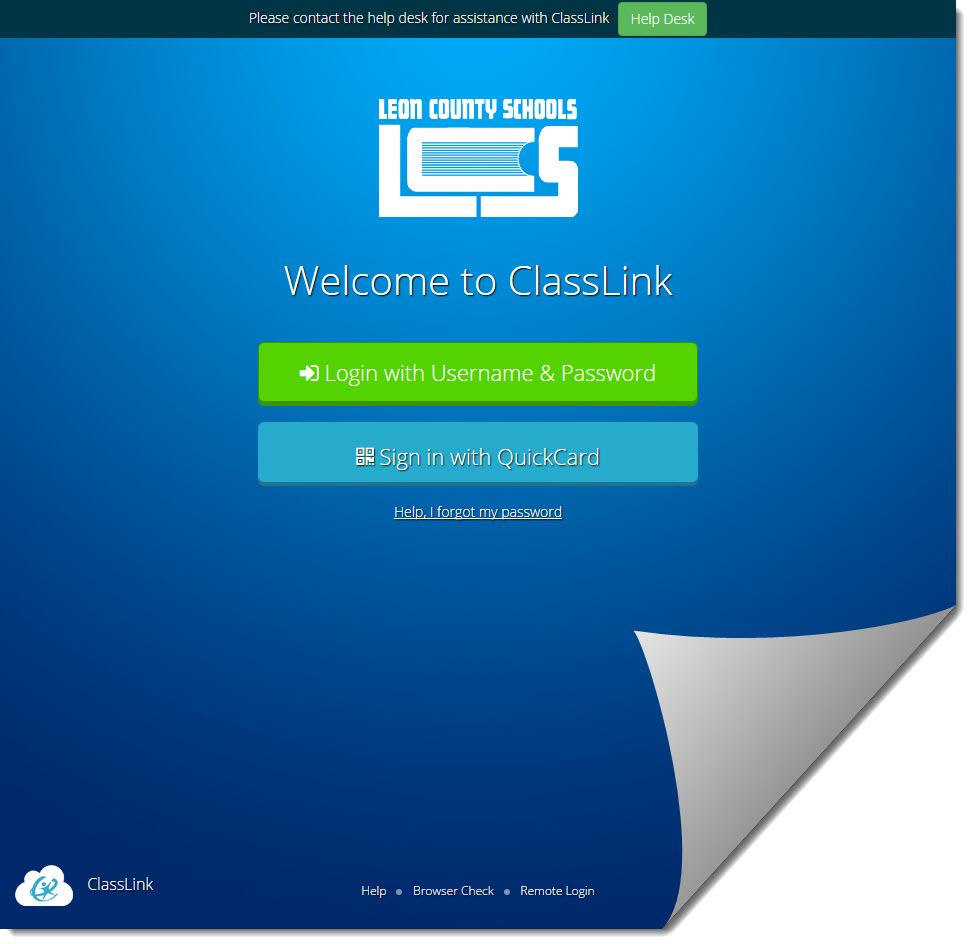 Please contact the help desk for assistance with ClassLink Help Desk
LEON COUNTY SCHOOLS
LCS
Welcome to ClassLink
Login with Username & Password
Sign in with QuickCard
Help, I forgot my password
ClassLink
Help • Browser Check • Remote Login